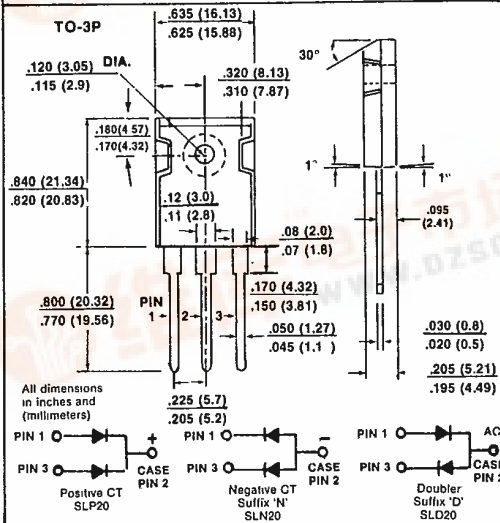 TO-3P
.635 (16.13)
.625 (15.88)
.120 (3.05) DIA.
.115 (2.9)
.320 (8.13)
.310 (7.87)
30°
.180(4 57)
.170(4.32)
.840 (21.34)
.820 (20.83)
.12 (3.0)
.11 (2.8)
1° 1°
.095
(2.41)
.08 (2.0)
.07 (1.8)
.800 (20.32)
.770 (19.56)
PIN
1 2 3
.170 (4.32)
.150 (3.81)
.050 (1.27)
.045 (1.1 )
.030 (0.8)
.020 (0.5)
.205 (5.21)
.195 (4.49)
All dimensions
in inches and
(millimeters)
.225 (5.7)
.205 (5.2)
PIN 1 + PIN 1 − PIN 1 AC
PIN 3 CASE PIN 3 CASE PIN 3 CASE
PIN 2 PIN 2 PIN 2
Positive CT Negative CT Doubler
SLP20 Suffix 'N' Suffix 'D'
SLN20 SLD20